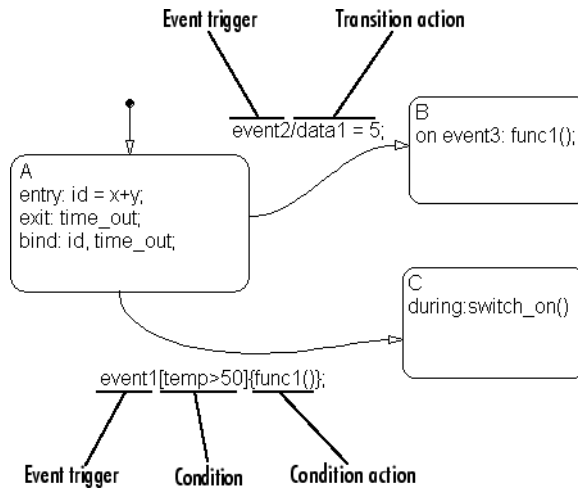 Event trigger
Transition action
event2/data1 = 5;
B
on event3: func1();
A
entry: id = x+y;
exit: time_out;
bind: id, time_out;
C
during:switch_on()
event1[temp>50]{func1()};
Event trigger
Condition
Condition action